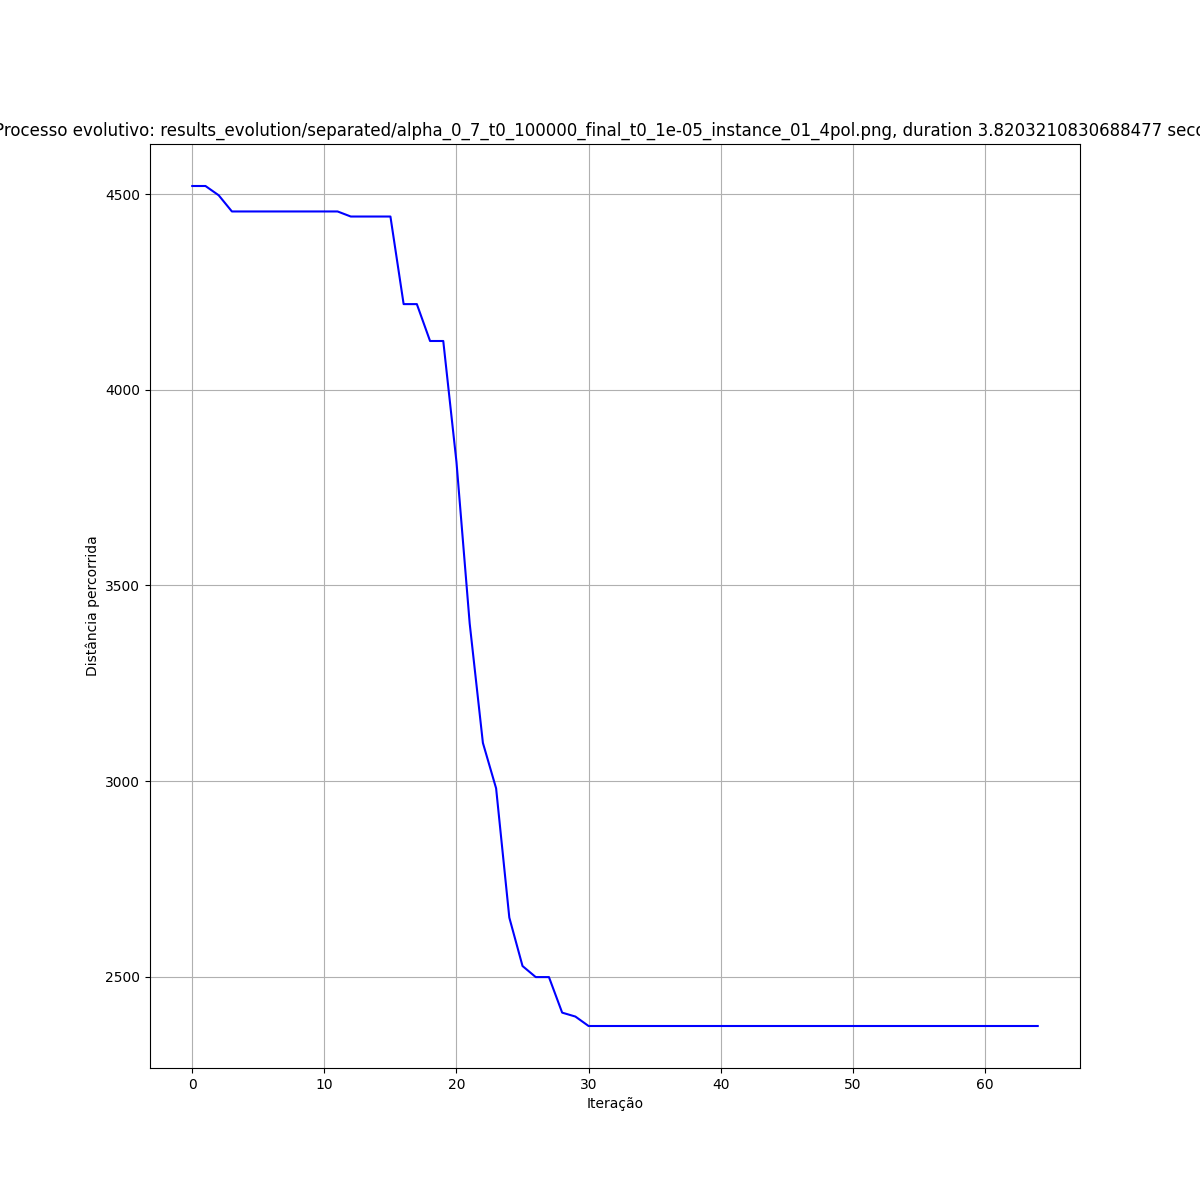 Processo evolutivo: results_evolution/separated/alpha_0_7_t0_100000_final_t0_1e-05_instance_01_4pol.png, duration 3.8203210830688477 seco
4500
4000
3500
3000
2500
Distância percorrida
0 10 20 30 40 50 60
Iteração